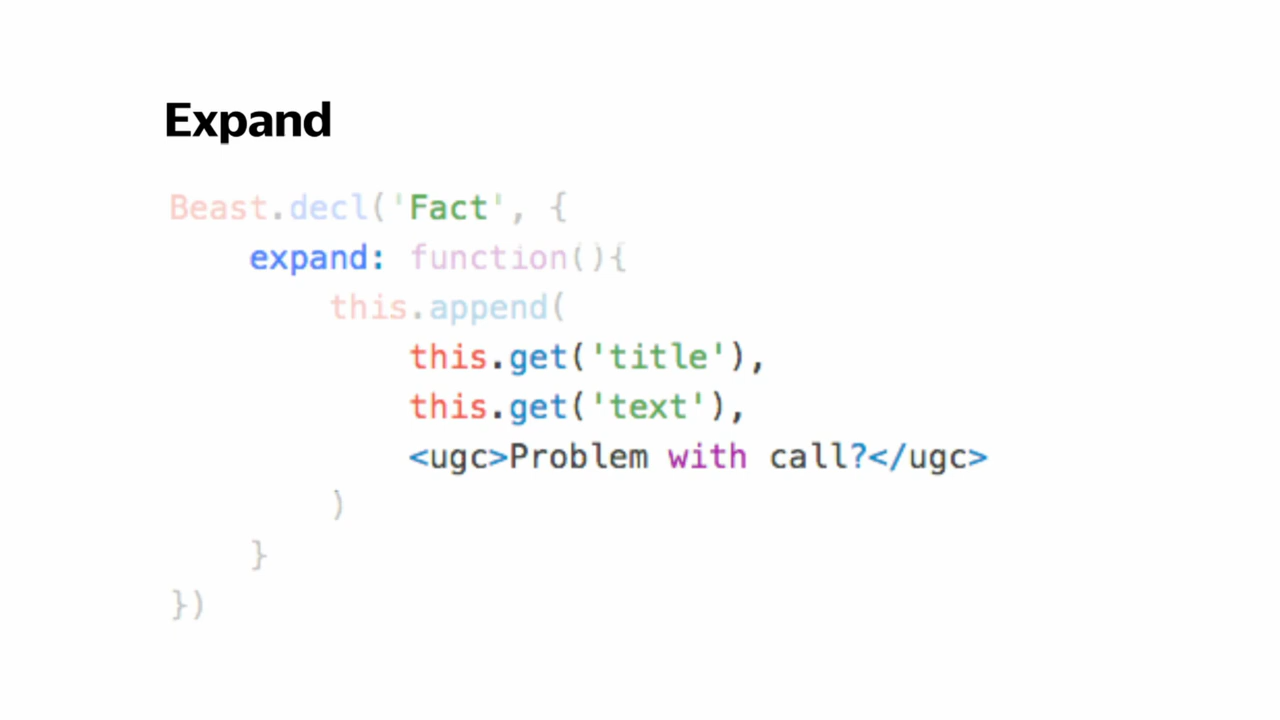 Expand
Beast.decl('Fact', {
    expand: function(){
        this.append(
            this.get('title'),
            this.get('text'),
            <ugc>Problem with call?</ugc>
        )
    }
})